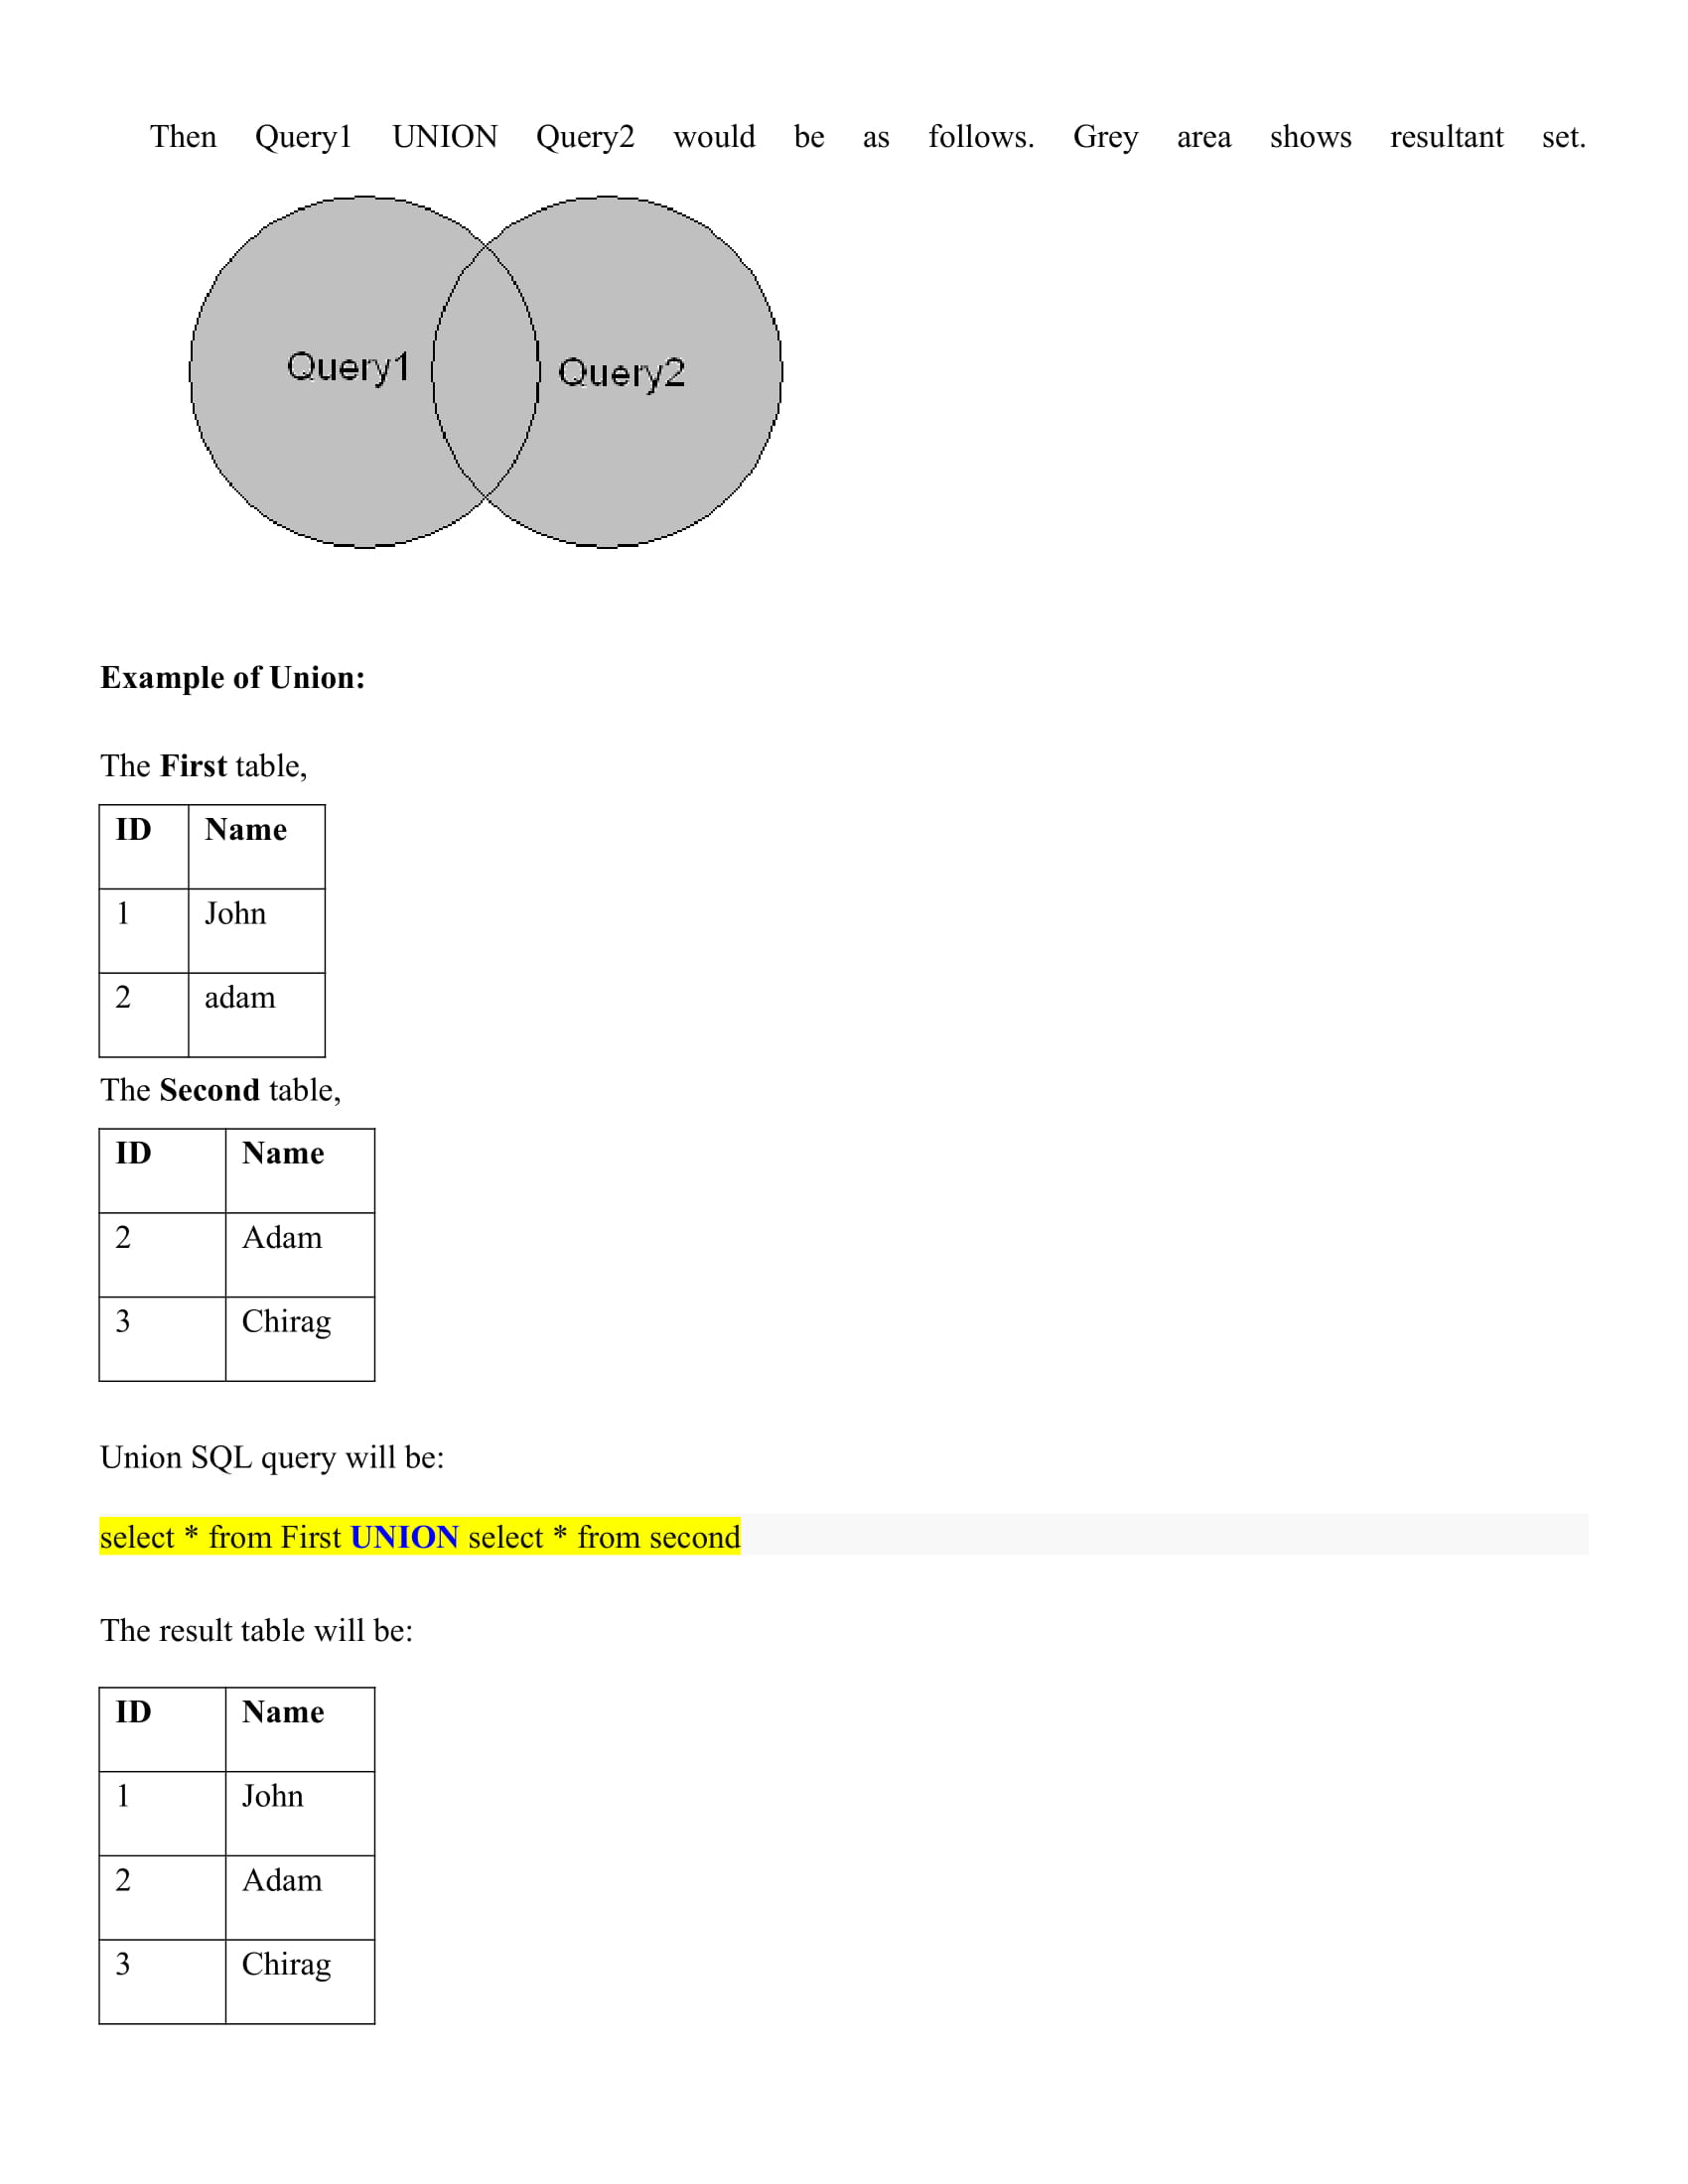 Then Query1 UNION Query2 would be as follows. Grey area shows resultant set.
Query1 Query2
Example of Union:
The First table,
ID Name
1 John
2 adam
The Second table,
ID Name
2 Adam
3 Chirag
Union SQL query will be:
select * from First UNION select * from second
The result table will be:
ID Name
1 John
2 Adam
3 Chirag